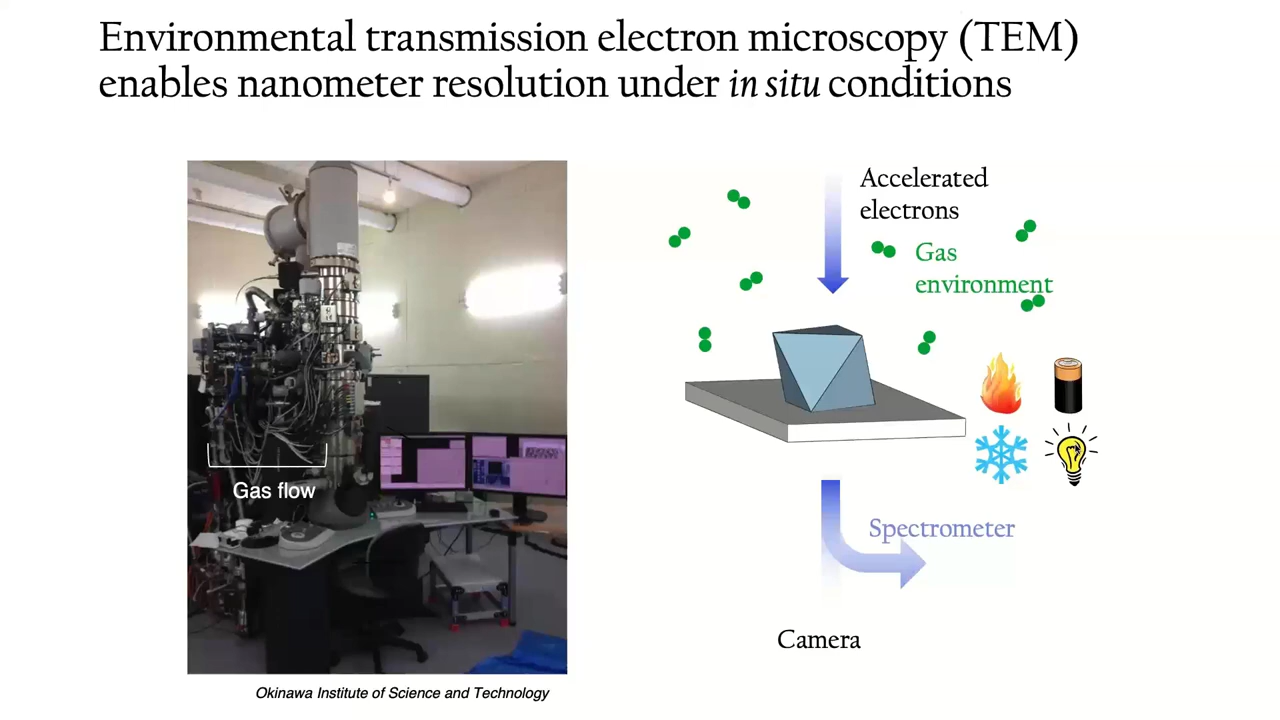 Environmental transmission electron microscopy (TEM)
enables nanometer resolution under in situ conditions
Accelerated
electrons
Gas
environment
Gas flow
Spectrometer
Camera
Okinawa Institute of Science and Technology